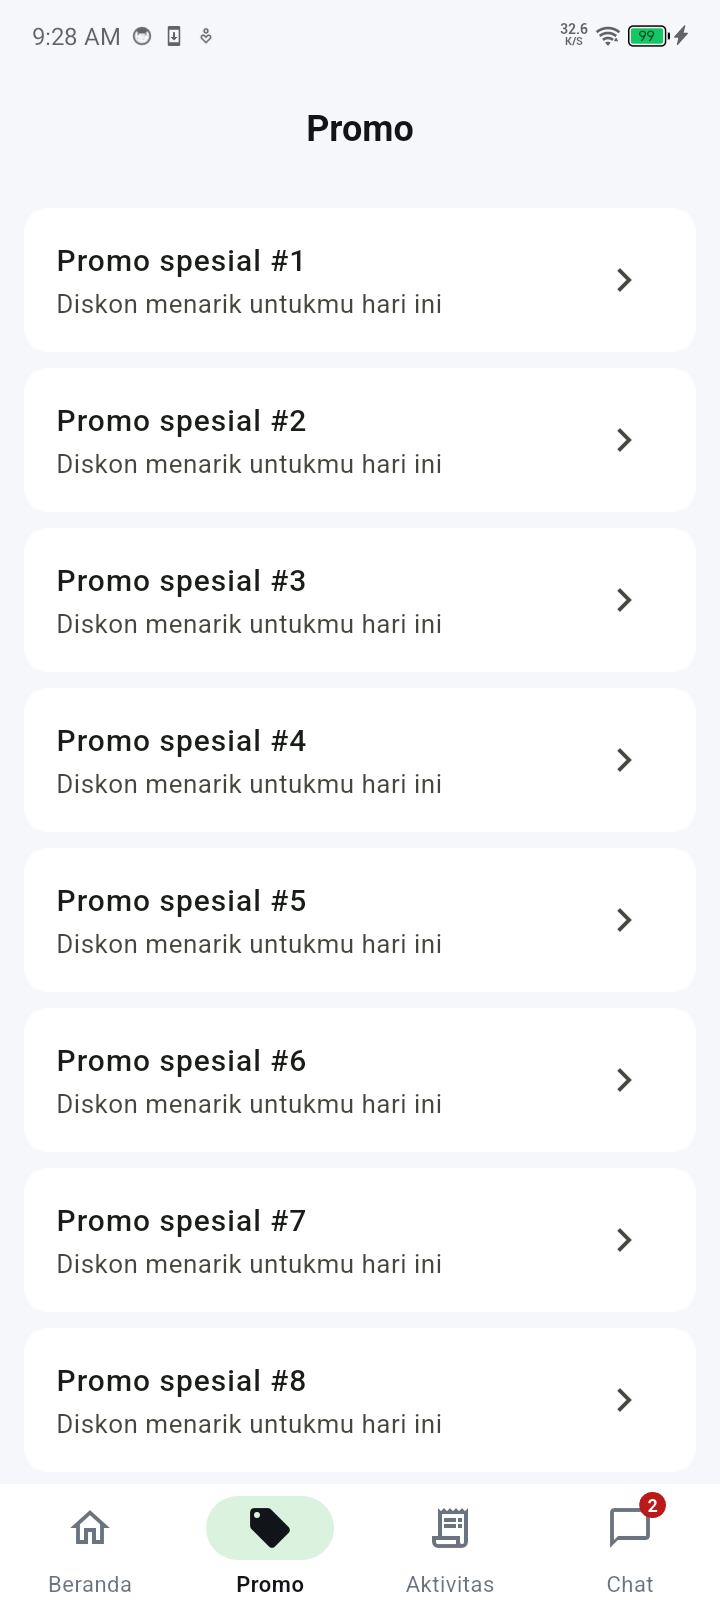 9:28 AM
32.6
K/S
99
Promo
Promo spesial #1
Diskon menarik untukmu hari ini
Promo spesial #2
Diskon menarik untukmu hari ini
Promo spesial #3
Diskon menarik untukmu hari ini
Promo spesial #4
Diskon menarik untukmu hari ini
Promo spesial #5
Diskon menarik untukmu hari ini
Promo spesial #6
Diskon menarik untukmu hari ini
Promo spesial #7
Diskon menarik untukmu hari ini
Promo spesial #8
Diskon menarik untukmu hari ini
2
Beranda
Promo
Aktivitas
Chat